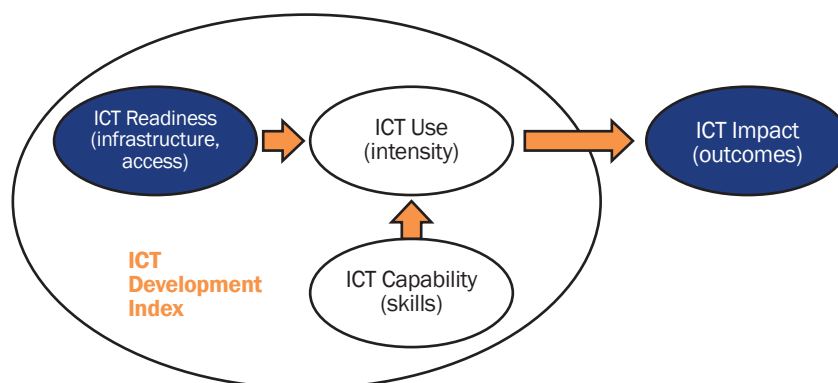 ICT Readiness
(infrastructure,
access)
ICT Use
(intensity)
ICT Impact
(outcomes)
ICT
Development
Index
ICT Capability
(skills)